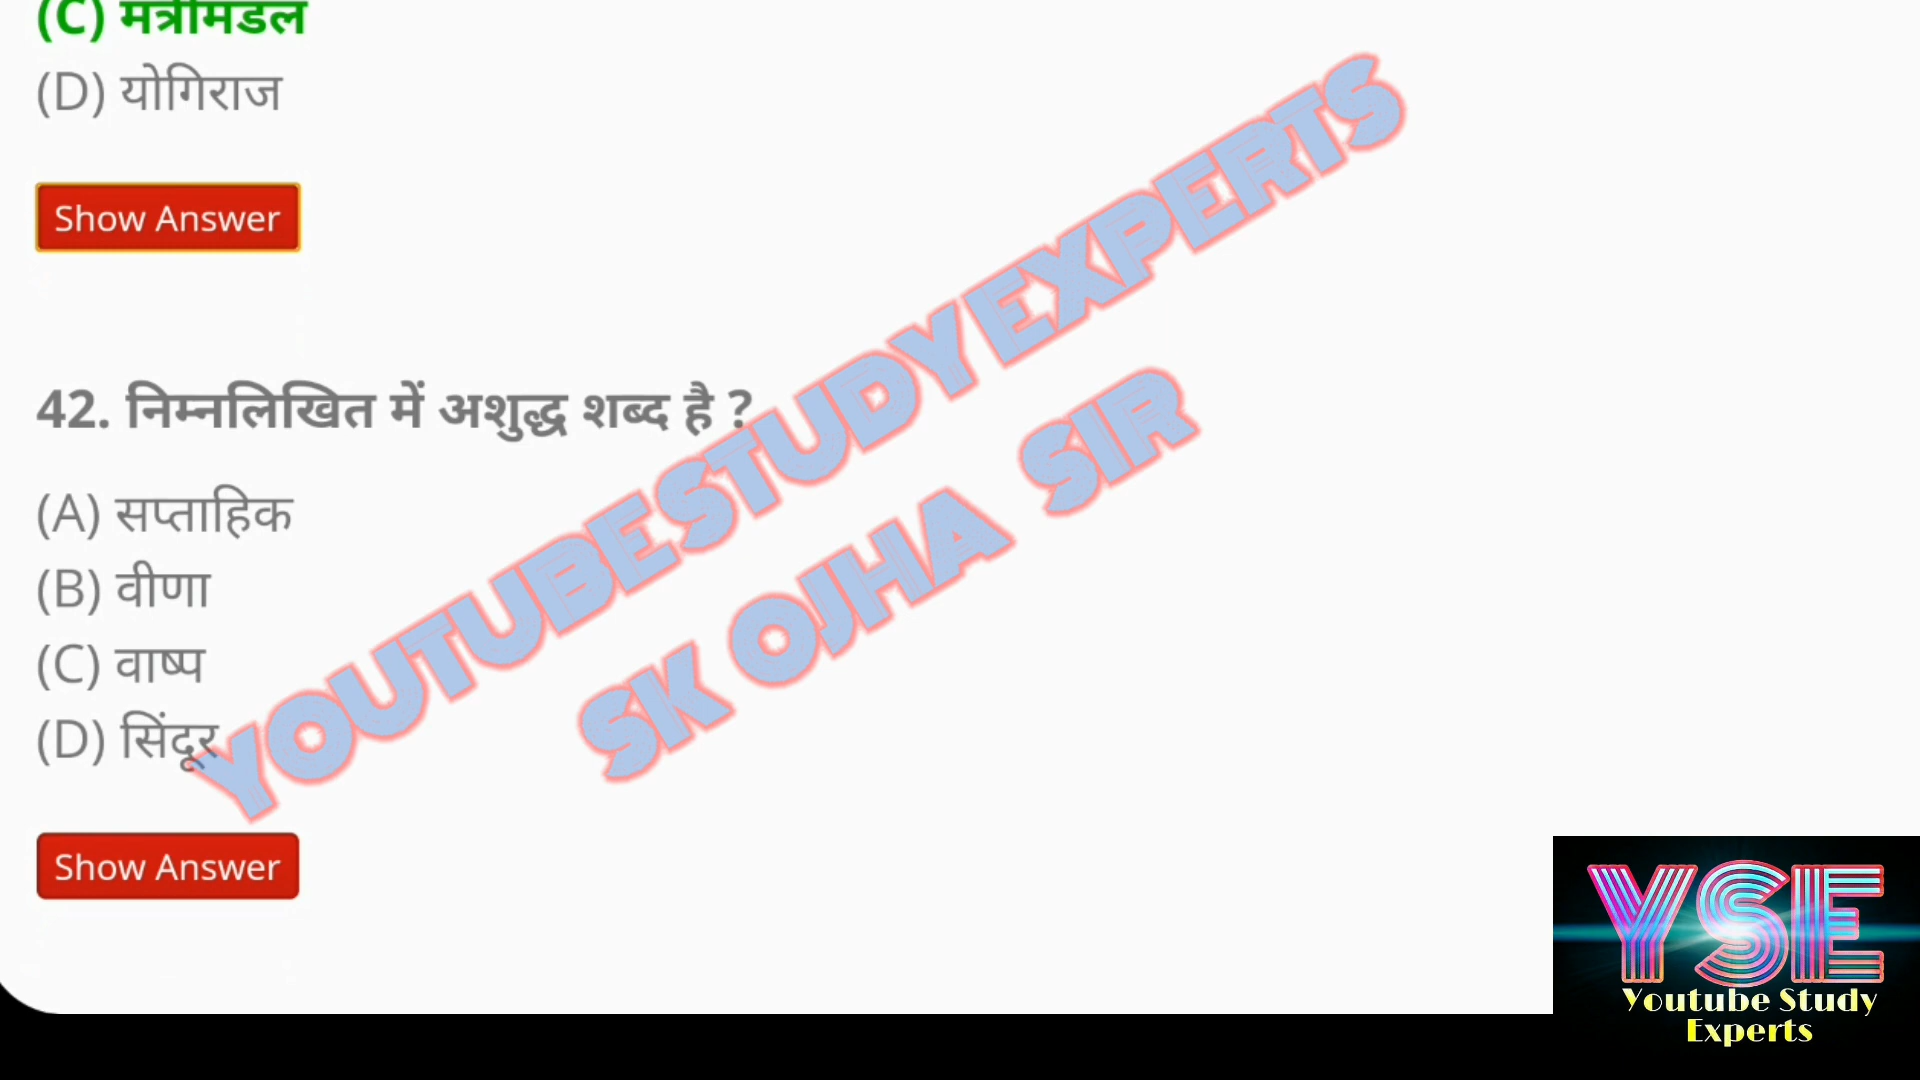 (C) मंत्रीमंडल
(D) योगिराज
Show Answer
42. निम्नलिखित में अशुद्ध शब्द है ?
(A) सप्ताहिक
(B) वीणा
(C) वाष्प
(D) सिंदूर
Show Answer
YOUTUBESTUDYEXPERTS
SK OJHA SIR
YSE
Youtube Study
Experts